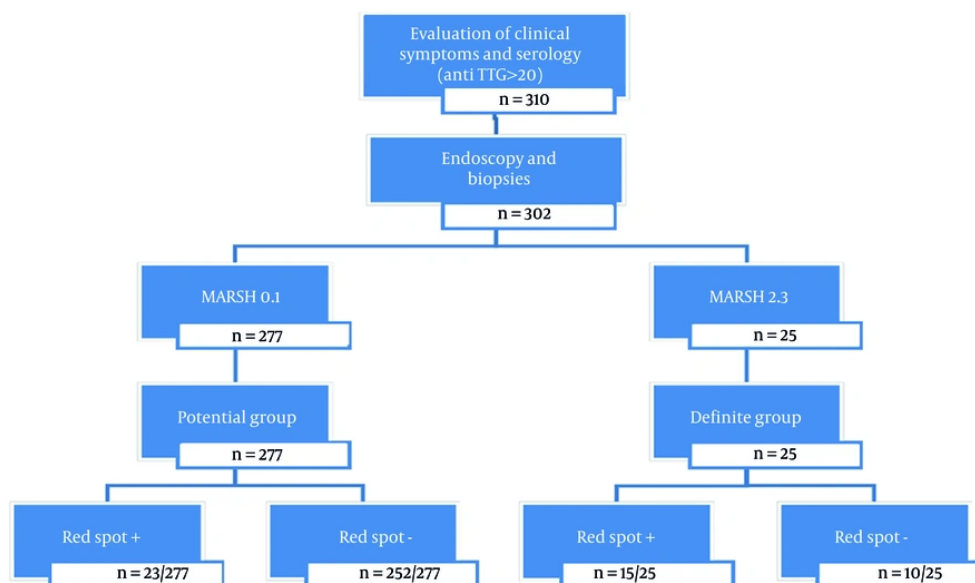 Evaluation of clinical
symptoms and serology
(anti TTG>20)
n = 310
Endoscopy and
biopsies
n = 302
MARSH 0.1
n = 277
MARSH 2.3
n = 25
Potential group
n = 277
Definite group
n = 25
Red spot +
n = 23/277
Red spot -
n = 252/277
Red spot +
n = 15/25
Red spot -
n = 10/25